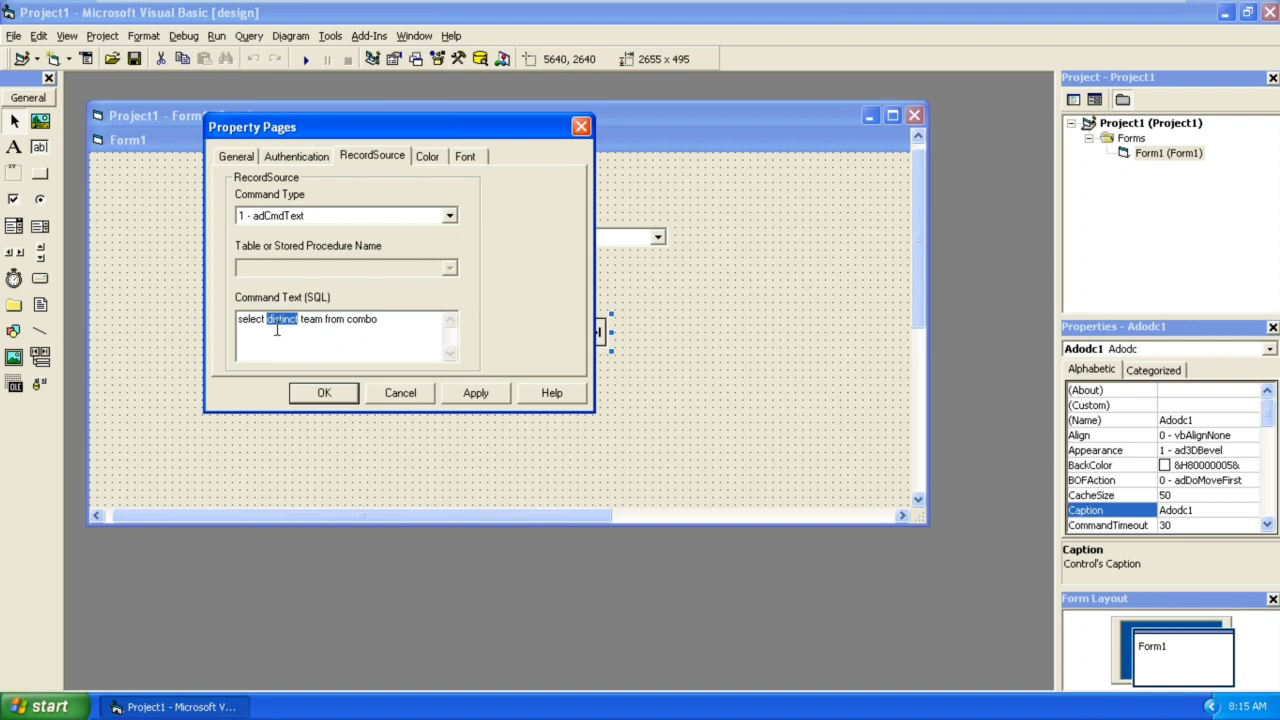 Project1 - Microsoft Visual Basic [design]
File Edit View Project Format Debug Run Query Diagram Tools Add-Ins Window Help
5640, 2640 2655 x 495
General
A ab|
OLE
Project1 - Form
Form1
Property Pages
General Authentication RecordSource Color Font
RecordSource
Command Type
1 - adCmdText
Table or Stored Procedure Name
Command Text (SQL)
select distinct team from combo
OK Cancel Apply Help
Project - Project1
Project1 (Project1)
Forms
Form1 (Form1)
Properties - Adodc1
Adodc1 Adodc
Alphabetic Categorized
(About)
(Custom)
(Name) Adodc1
Align 0 - vbAlignNone
Appearance 1 - ad3DBevel
BackColor &H80000005&
BOFAction 0 - adDoMoveFirst
CacheSize 50
Caption Adodc1
CommandTimeout 30
Caption
Control's Caption
Form Layout
Form1
start
Project1 - Microsoft V...
8:15 AM